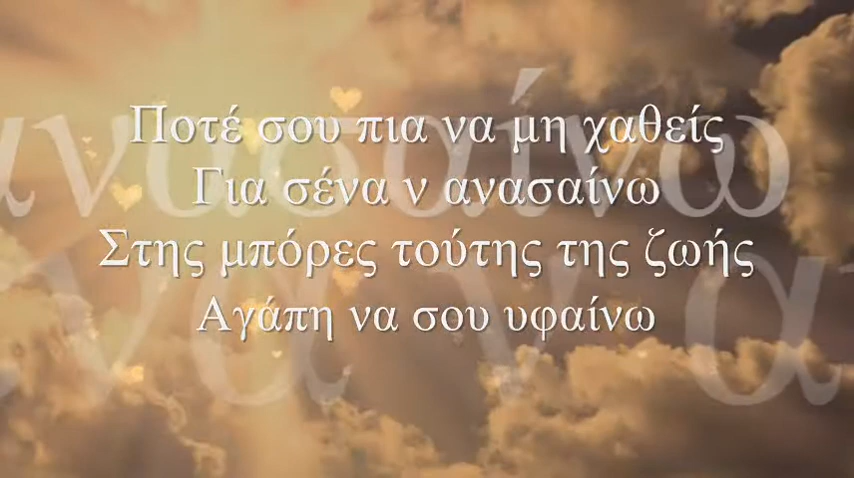 Ποτέ σου πια να μη χαθείς
Για σένα ν ανασαίνω
Στης μπόρες τούτης της ζωής
Αγάπη να σου υφαίνω